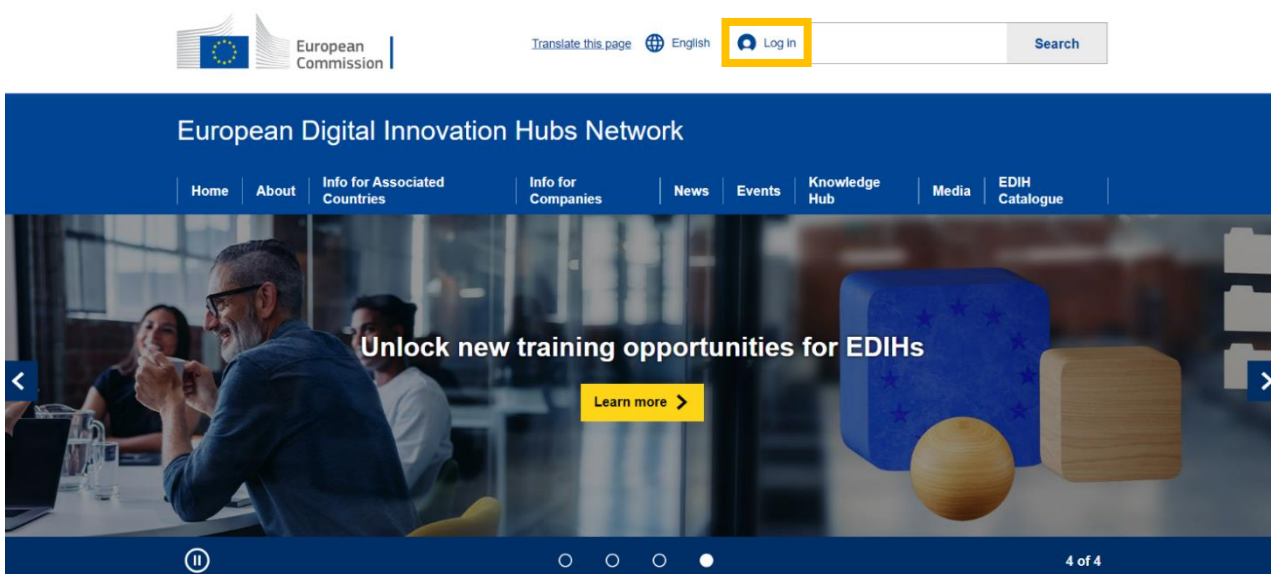 European
Commission
Translate this page
English
Log in
Search
European Digital Innovation Hubs Network
Home
About
Info for Associated
Countries
Info for
Companies
News
Events
Knowledge
Hub
Media
EDIH
Catalogue
Unlock new training opportunities for EDIHs
Learn more
4 of 4